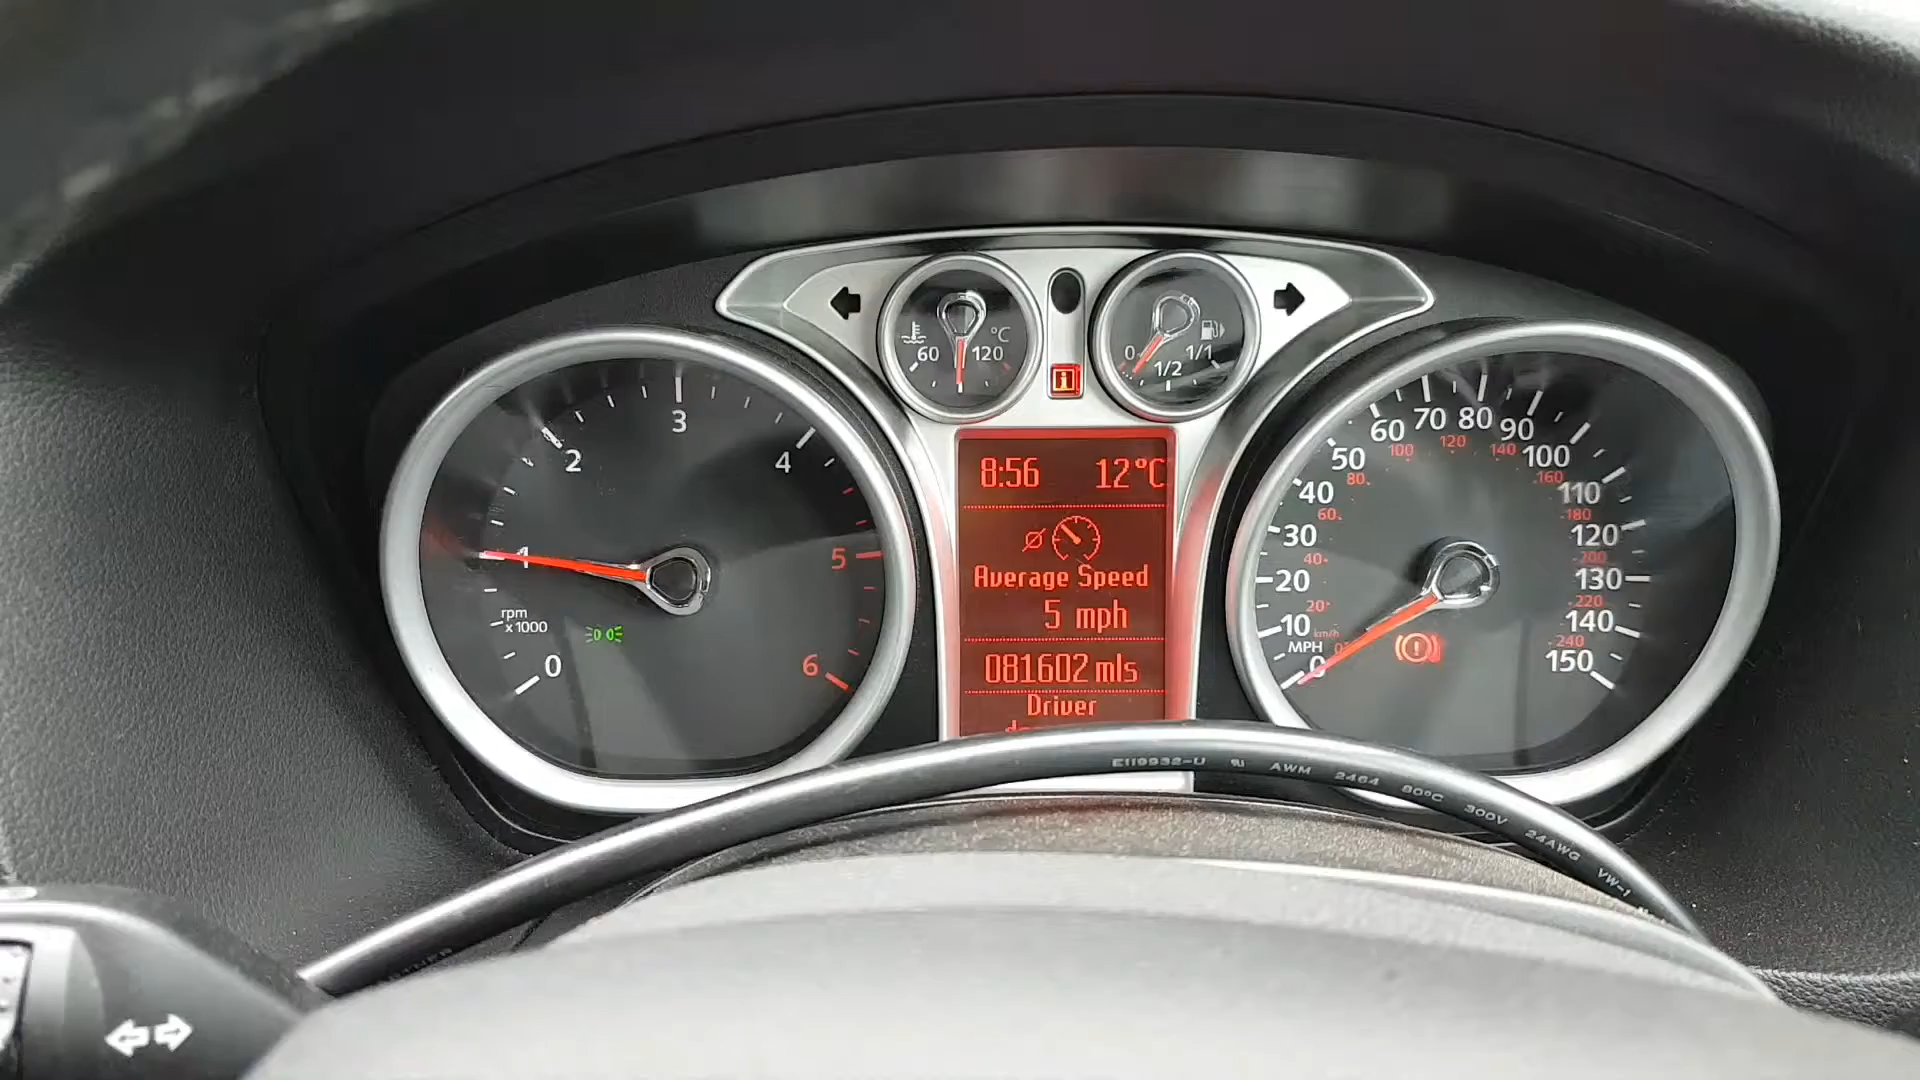 60 120 °C
0 1/2 1/1
8:56 12°C
Average Speed
5 mph
081602 mls
Driver
0 1 2 3 4 5 6
rpm
x1000
0 10 20 30 40 50 60 70 80 90 100 110 120 130 140 150
MPH
km/h
0 20 40 60 80 100 120 140 160 180 200 220 240
E119932-U AWM 2464 80°C 300V 24AWG VW-1